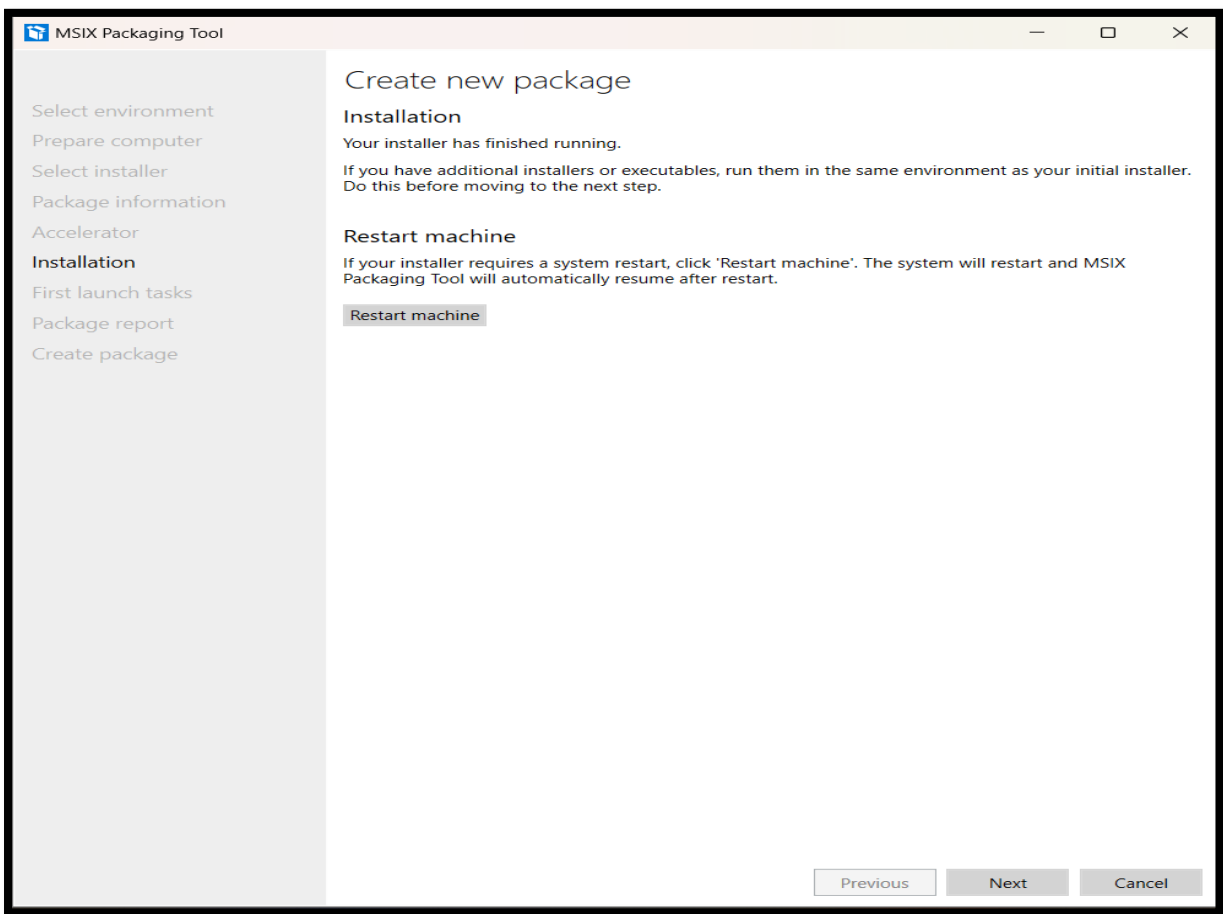 MSIX Packaging Tool
Select environment
Prepare computer
Select installer
Package information
Accelerator
Installation
First launch tasks
Package report
Create package
Create new package
Installation
Your installer has finished running.
If you have additional installers or executables, run them in the same environment as your initial installer.
Do this before moving to the next step.
Restart machine
If your installer requires a system restart, click 'Restart machine'. The system will restart and MSIX
Packaging Tool will automatically resume after restart.
Restart machine
Previous Next Cancel